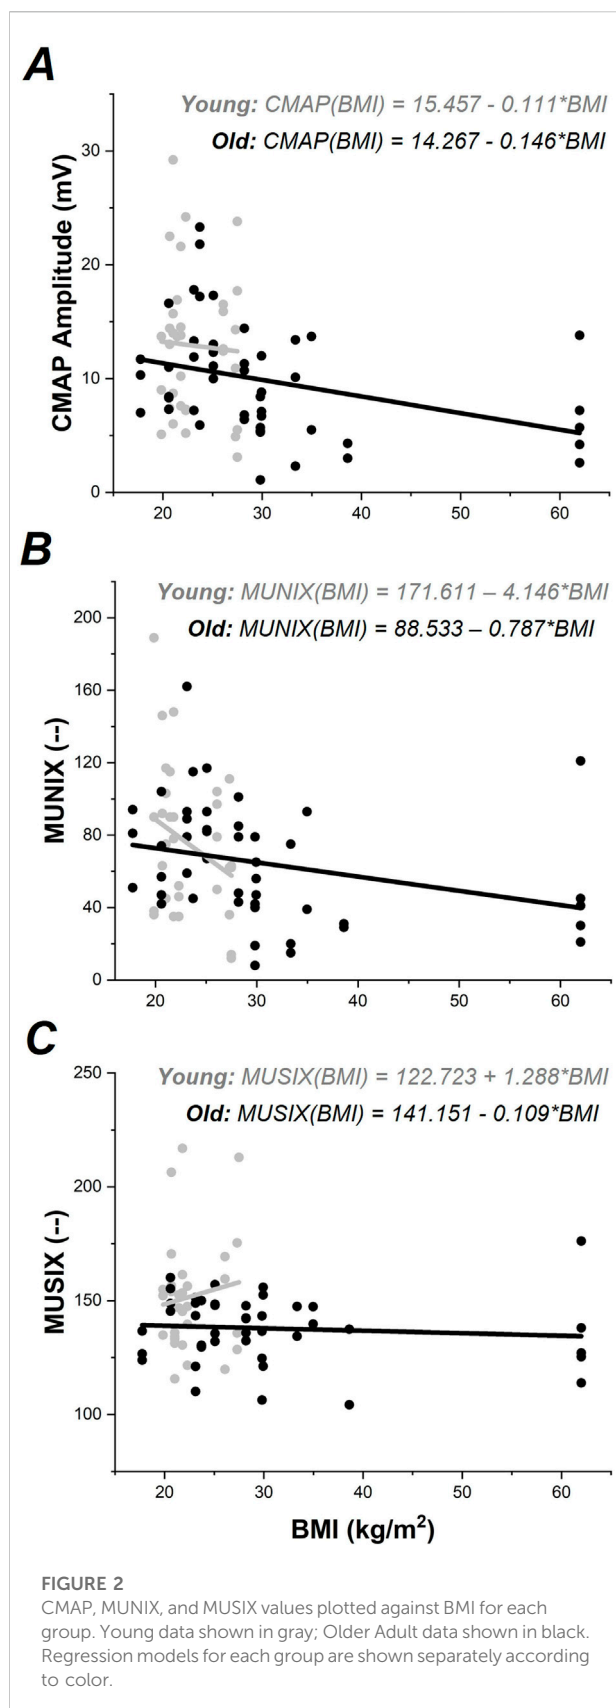 A
Young: CMAP(BMI) = 15.457 - 0.111*BMI
Old: CMAP(BMI) = 14.267 - 0.146*BMI
CMAP Amplitude (mV)
30
20
10
0
20 30 40 50 60
B
Young: MUNIX(BMI) = 171.611 – 4.146*BMI
Old: MUNIX(BMI) = 88.533 – 0.787*BMI
MUNIX (--)
200
160
120
80
40
0
20 30 40 50 60
C
Young: MUSIX(BMI) = 122.723 + 1.288*BMI
Old: MUSIX(BMI) = 141.151 - 0.109*BMI
MUSIX (--)
250
200
150
100
20 30 40 50 60
BMI (kg/m²)
FIGURE 2
CMAP, MUNIX, and MUSIX values plotted against BMI for each
group. Young data shown in gray; Older Adult data shown in black.
Regression models for each group are shown separately according
to color.